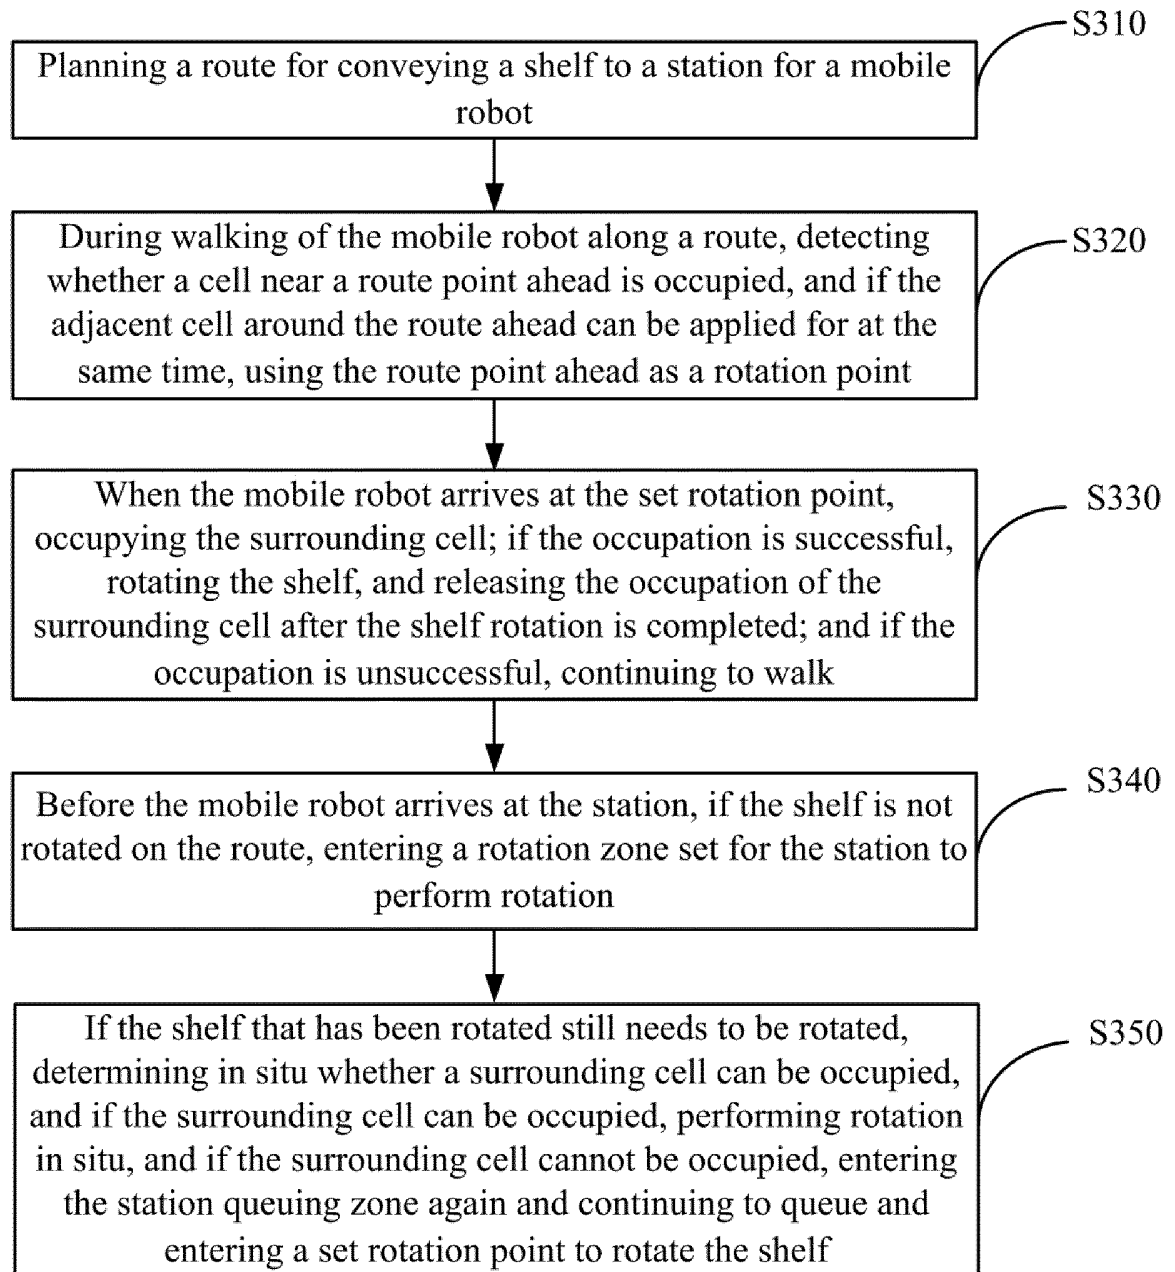 S310
Planning a route for conveying a shelf to a station for a mobile
robot
S320
During walking of the mobile robot along a route, detecting
whether a cell near a route point ahead is occupied, and if the
adjacent cell around the route ahead can be applied for at the
same time, using the route point ahead as a rotation point
S330
When the mobile robot arrives at the set rotation point,
occupying the surrounding cell; if the occupation is successful,
rotating the shelf, and releasing the occupation of the
surrounding cell after the shelf rotation is completed; and if the
occupation is unsuccessful, continuing to walk
S340
Before the mobile robot arrives at the station, if the shelf is not
rotated on the route, entering a rotation zone set for the station to
perform rotation
S350
If the shelf that has been rotated still needs to be rotated,
determining in situ whether a surrounding cell can be occupied,
and if the surrounding cell can be occupied, performing rotation
in situ, and if the surrounding cell cannot be occupied, entering
the station queuing zone again and continuing to queue and
entering a set rotation point to rotate the shelf